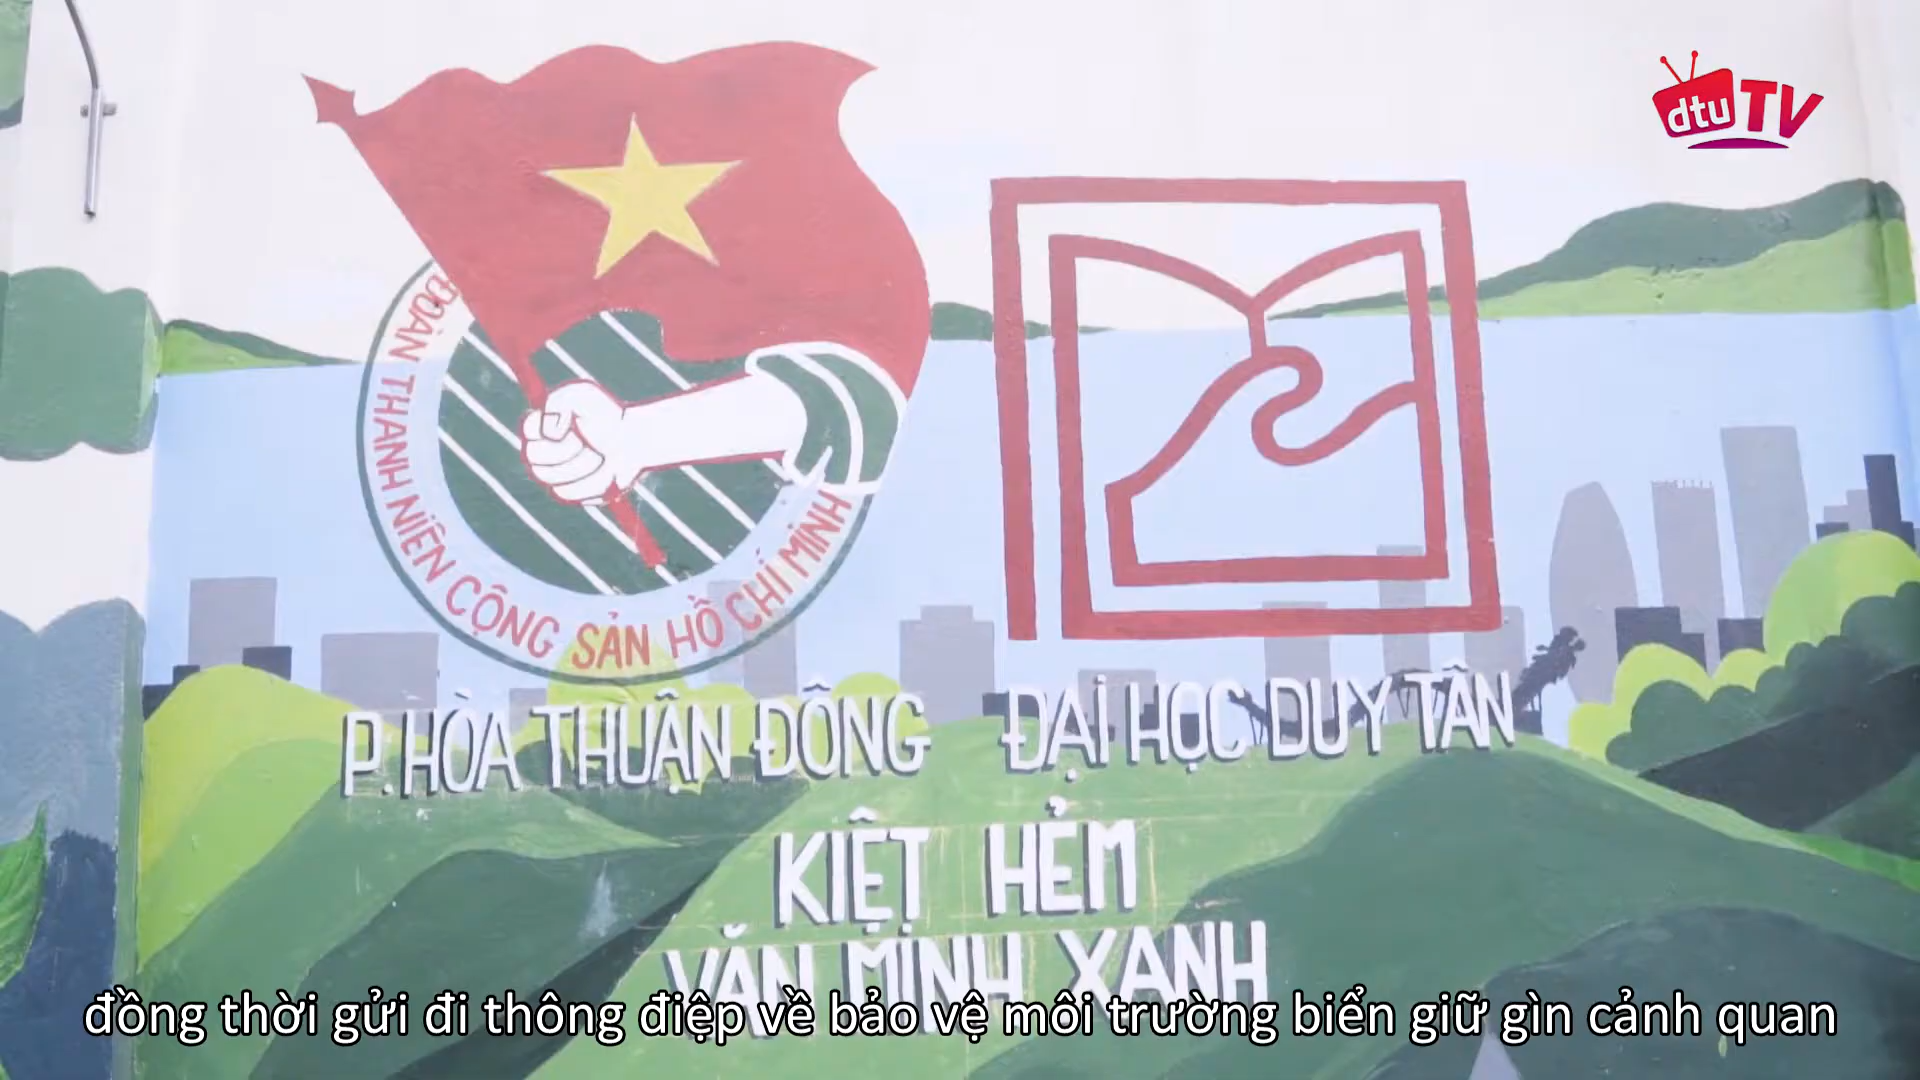 dtu TV
ĐOÀN THANH NIÊN CỘNG SẢN HỒ CHÍ MINH
P.HÒA THUẬN ĐÔNG ĐẠI HỌC DUY TÂN
KIỆT HẺM
VĂN MINH XANH
đồng thời gửi đi thông điệp về bảo vệ môi trường biển giữ gìn cảnh quan